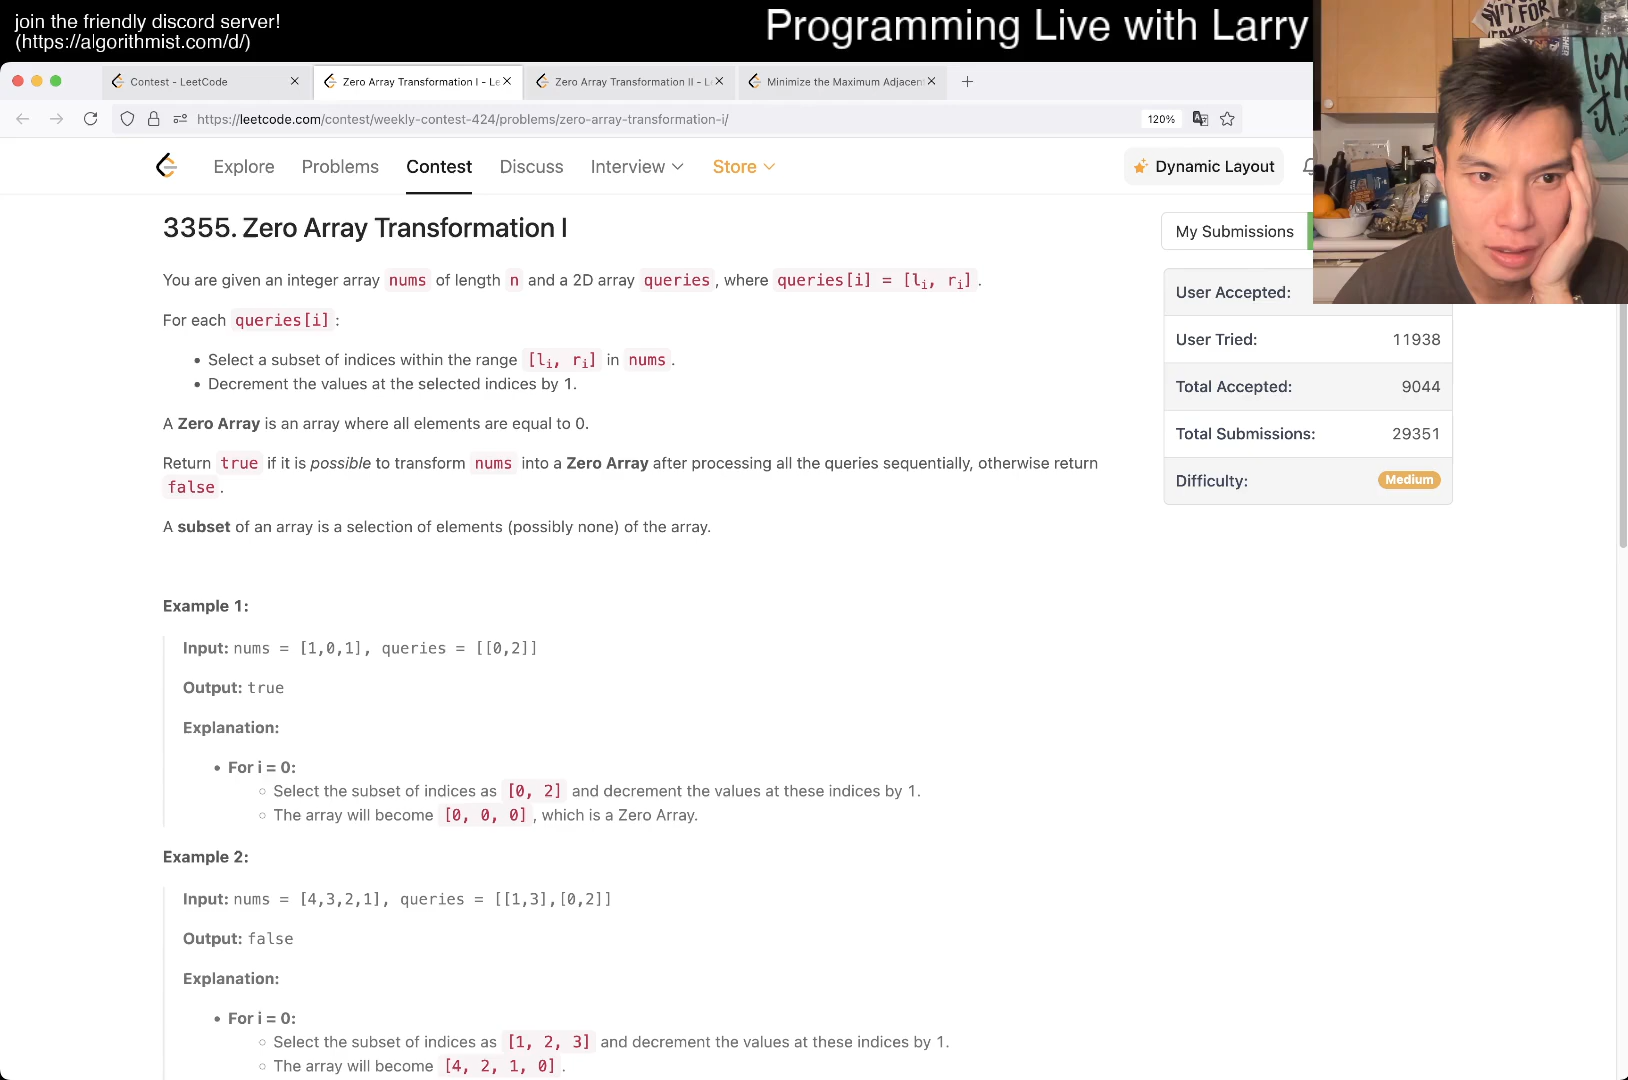 join the friendly discord server!
(https://algorithmist.com/d/)
Programming Live with Larry
Contest - LeetCode
Zero Array Transformation I - Le
Zero Array Transformation II - L
Minimize the Maximum Adjacen
https://leetcode.com/contest/weekly-contest-424/problems/zero-array-transformation-i/
120%
Explore
Problems
Contest
Discuss
Interview
Store
Dynamic Layout
3355. Zero Array Transformation I
My Submissions
You are given an integer array nums of length n and a 2D array queries, where queries[i] = [lᵢ, rᵢ].
For each queries[i]:
• Select a subset of indices within the range [lᵢ, rᵢ] in nums.
• Decrement the values at the selected indices by 1.
A Zero Array is an array where all elements are equal to 0.
Return true if it is possible to transform nums into a Zero Array after processing all the queries sequentially, otherwise return
false.
A subset of an array is a selection of elements (possibly none) of the array.
User Accepted:
User Tried: 11938
Total Accepted: 9044
Total Submissions: 29351
Difficulty: Medium
Example 1:
Input: nums = [1,0,1], queries = [[0,2]]
Output: true
Explanation:
• For i = 0:
◦ Select the subset of indices as [0, 2] and decrement the values at these indices by 1.
◦ The array will become [0, 0, 0], which is a Zero Array.
Example 2:
Input: nums = [4,3,2,1], queries = [[1,3],[0,2]]
Output: false
Explanation:
• For i = 0:
◦ Select the subset of indices as [1, 2, 3] and decrement the values at these indices by 1.
◦ The array will become [4, 2, 1, 0].